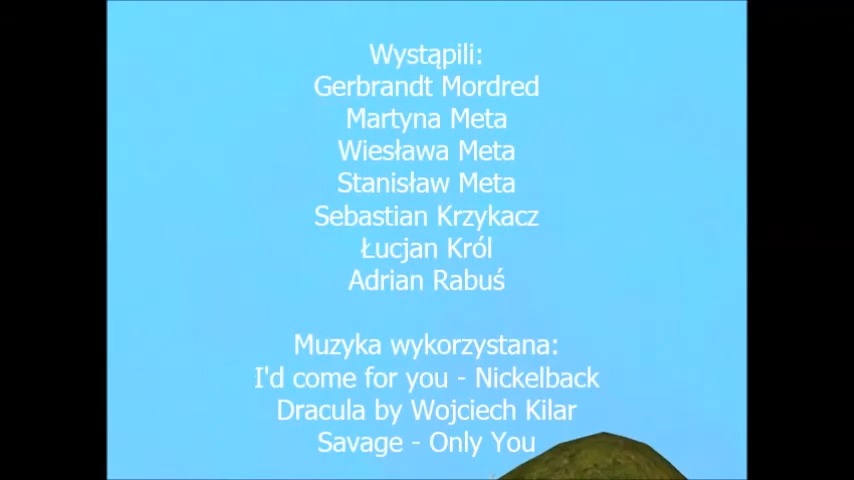 Wystąpili:
Gerbrandt Mordred
Martyna Meta
Wiesława Meta
Stanisław Meta
Sebastian Krzykacz
Łucjan Król
Adrian Rabuś
Muzyka wykorzystana:
I'd come for you - Nickelback
Dracula by Wojciech Kilar
Savage - Only You